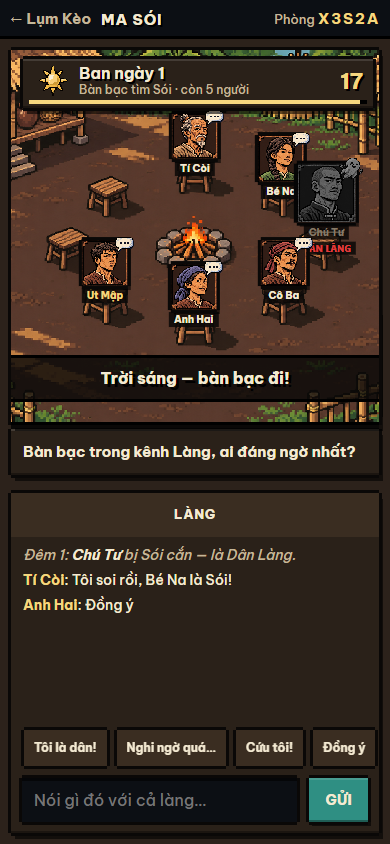 ← Lụm Kèo MA SÓI Phòng X3S2A
Ban ngày 1
Bàn bạc tìm Sói · còn 5 người
17
Tí Còi
Bé Na
Chú Tư
ÂN LÀNG
Út Mập
Cô Ba
Anh Hai
Trời sáng — bàn bạc đi!
Bàn bạc trong kênh Làng, ai đáng ngờ nhất?
LÀNG
Đêm 1: Chú Tư bị Sói cắn — là Dân Làng.
Tí Còi: Tôi soi rồi, Bé Na là Sói!
Anh Hai: Đồng ý
Tôi là dân! Nghi ngờ quá... Cứu tôi! Đồng ý
Nói gì đó với cả làng...
GỬI